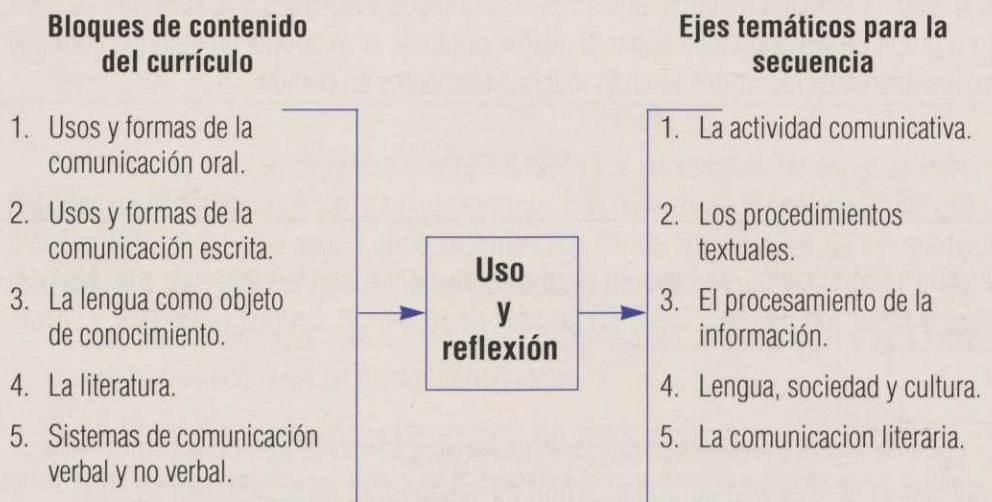 Bloques de contenido
del currículo
1. Usos y formas de la
comunicación oral.
2. Usos y formas de la
comunicación escrita.
3. La lengua como objeto
de conocimiento.
4. La literatura.
5. Sistemas de comunicación
verbal y no verbal.
Uso
y
reflexión
Ejes temáticos para la
secuencia
1. La actividad comunicativa.
2. Los procedimientos
textuales.
3. El procesamiento de la
información.
4. Lengua, sociedad y cultura.
5. La comunicacion literaria.